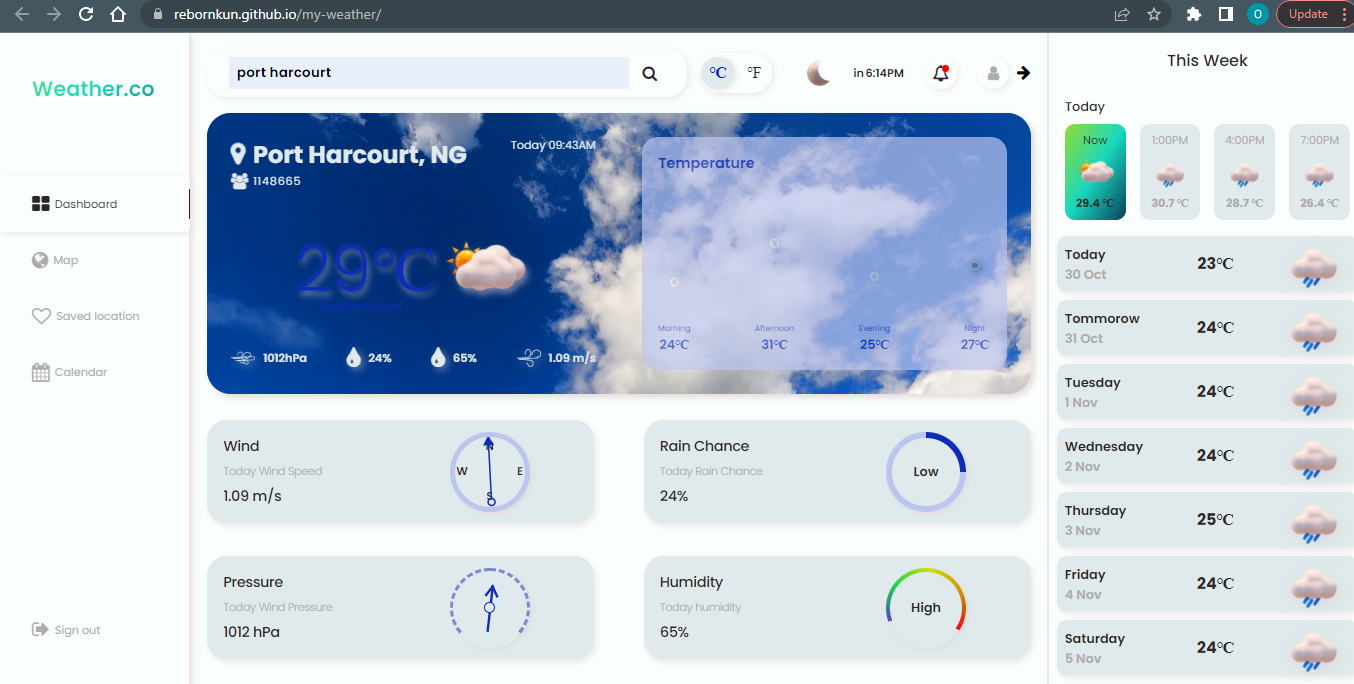 rebornkun.github.io/my-weather/
O
Update
Weather.co
Dashboard
Map
Saved location
Calendar
Sign out
port harcourt
°C
°F
in 6:14PM
Port Harcourt, NG
1148665
Today 09:43AM
29°C
broken clouds
1012hPa
24%
65%
1.09 m/s
Temperature
Morning
Afternoon
Evening
Night
24°C
31°C
25°C
27°C
Wind
Today Wind Speed
1.09 m/s
N
W
E
S
Rain Chance
Today Rain Chance
24%
Low
Pressure
Today Wind Pressure
1012 hPa
Humidity
Today humidity
65%
High
This Week
Today
Now
29.4 °C
1:00PM
30.7 °C
4:00PM
28.7 °C
7:00PM
26.4 °C
Today
30 Oct
23°C
Tommorow
31 Oct
24°C
Tuesday
1 Nov
24°C
Wednesday
2 Nov
24°C
Thursday
3 Nov
25°C
Friday
4 Nov
24°C
Saturday
5 Nov
24°C